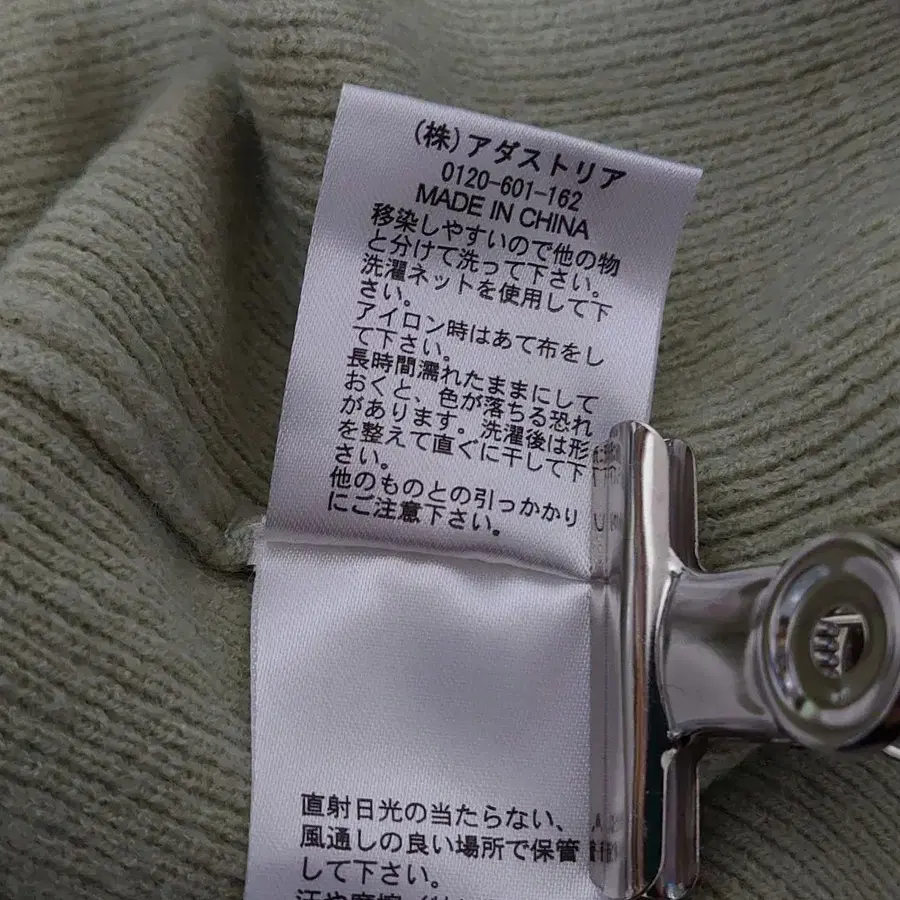 (株)アダストリア
0120-601-162
MADE IN CHINA
移染しやすいので他の物
と分けて洗って下さい。
洗濯ネットを使用して下
さい。
アイロン時はあて布をし
て下さい。
長時間濡れたままにして
おくと、色が落ちる恐れ
があります。洗濯後は形
を整えて直ぐに干して下
さい。
他のものとの引っかかり
にご注意下さい。
直射日光の当たらない、
風通しの良い場所で保管
して下さい。
汗や摩擦